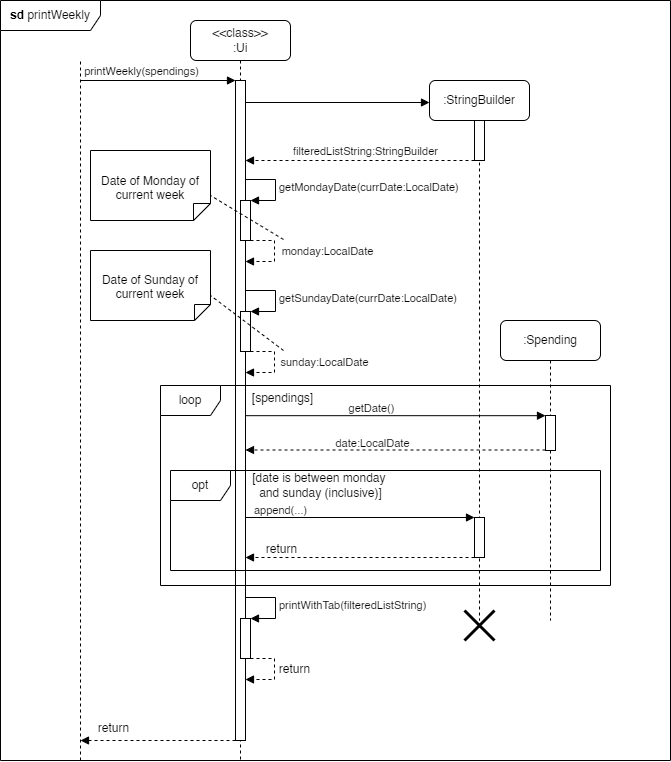 sd printWeekly
<<class>>
:Ui
printWeekly(spendings)
:StringBuilder
filteredListString:StringBuilder
Date of Monday of
current week
getMondayDate(currDate:LocalDate)
monday:LocalDate
Date of Sunday of
current week
getSundayDate(currDate:LocalDate)
:Spending
sunday:LocalDate
loop
[spendings]
getDate()
date:LocalDate
opt
[date is between monday
and sunday (inclusive)]
append(...)
return
printWithTab(filteredListString)
return
return